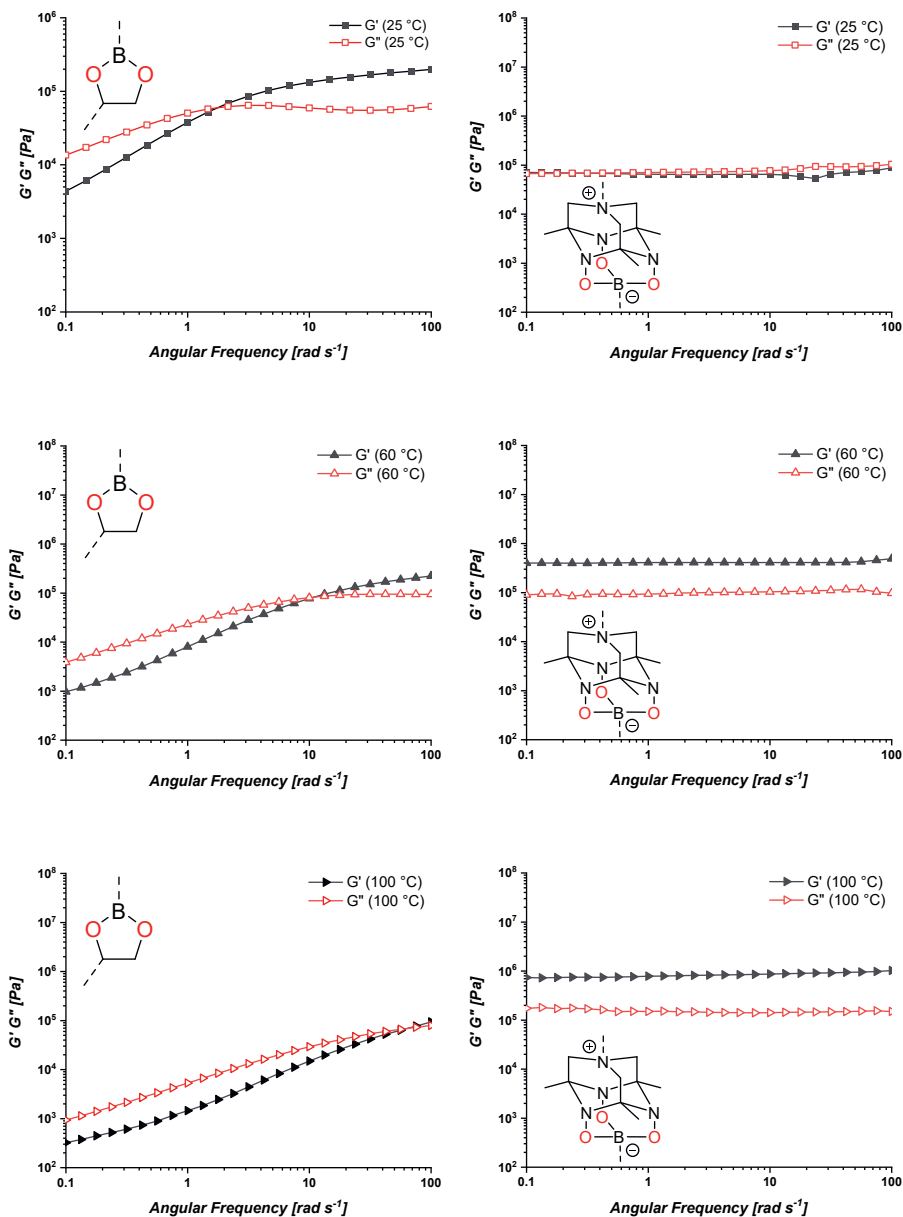 G' (25 °C)
G" (25 °C)
B
O O
G' G" [Pa]
10⁶
10⁵
10⁴
10³
10²
0.1 1 10 100
Angular Frequency [rad s⁻¹]
G' (25 °C)
G" (25 °C)
G' G" [Pa]
10⁸
10⁷
10⁶
10⁵
10⁴
10³
10²
⊕
N
N
N N
O
O B O
⊖
0.1 1 10 100
Angular Frequency [rad s⁻¹]
G' (60 °C)
G" (60 °C)
B
O O
G' G" [Pa]
10⁸
10⁷
10⁶
10⁵
10⁴
10³
10²
0.1 1 10 100
Angular Frequency [rad s⁻¹]
G' (60 °C)
G" (60 °C)
G' G" [Pa]
10⁸
10⁷
10⁶
10⁵
10⁴
10³
10²
⊕
N
N
N N
O
O B O
⊖
0.1 1 10 100
Angular Frequency [rad s⁻¹]
G' (100 °C)
G" (100 °C)
B
O O
G' G" [Pa]
10⁸
10⁷
10⁶
10⁵
10⁴
10³
10²
0.1 1 10 100
Angular Frequency [rad s⁻¹]
G' (100 °C)
G" (100 °C)
G' G" [Pa]
10⁸
10⁷
10⁶
10⁵
10⁴
10³
10²
⊕
N
N
N N
O
O B O
⊖
0.1 1 10 100
Angular Frequency [rad s⁻¹]